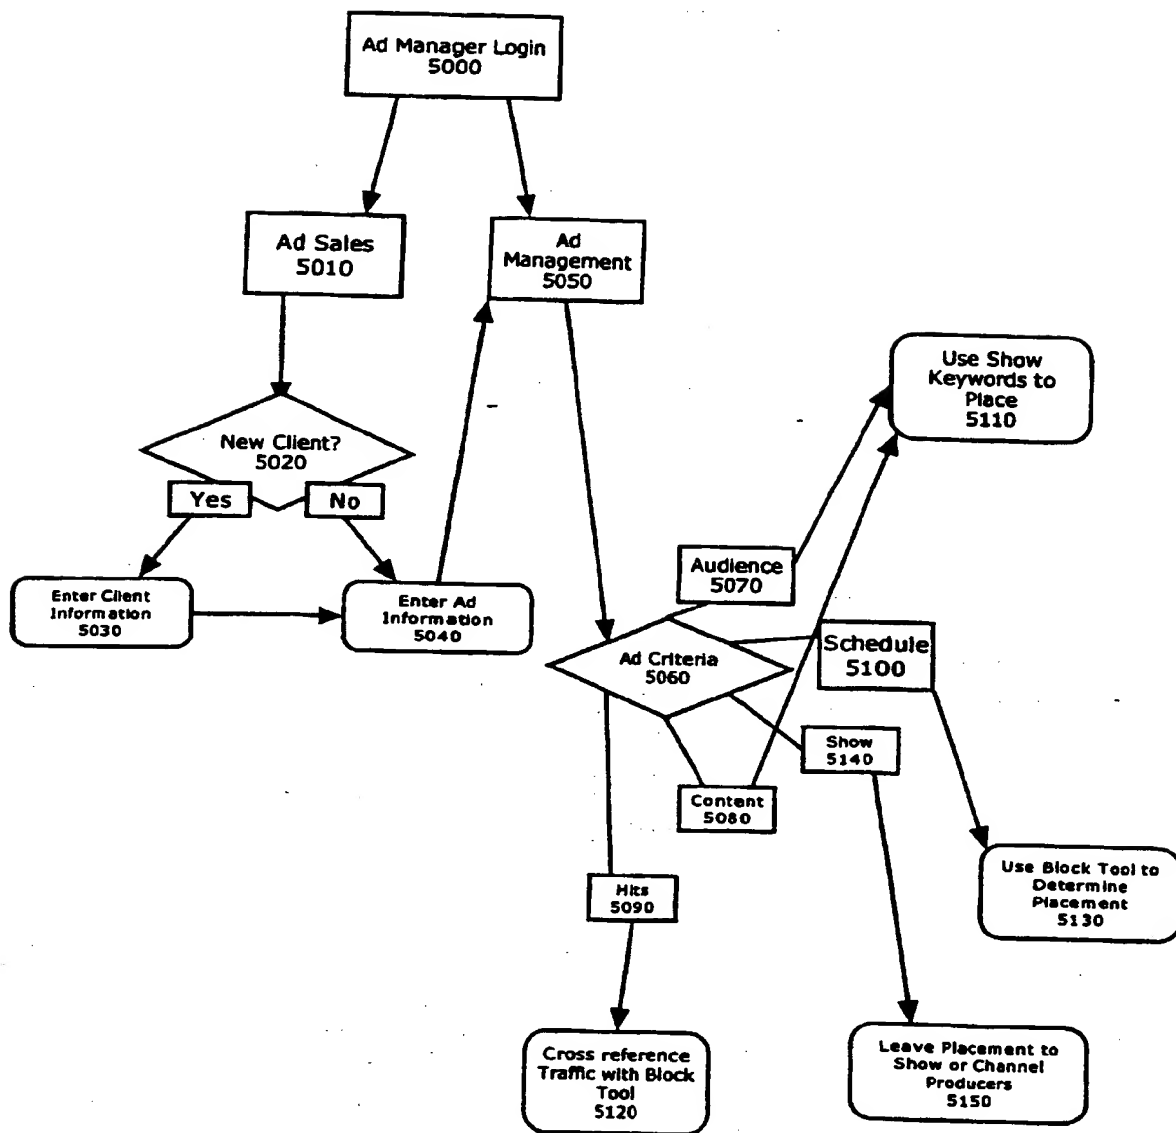 Ad Manager Login
5000
Ad Sales
5010
Ad
Management
5050
Use Show
Keywords to
Place
5110
New Client?
5020
Yes
No
Enter Client
Information
5030
Enter Ad
Information
5040
Audience
5070
Ad Criteria
5060
Schedule
5100
Show
5140
Content
5080
Use Block Tool to
Determine
Placement
5130
Hits
5090
Cross reference
Traffic with Block
Tool
5120
Leave Placement to
Show or Channel
Producers
5150